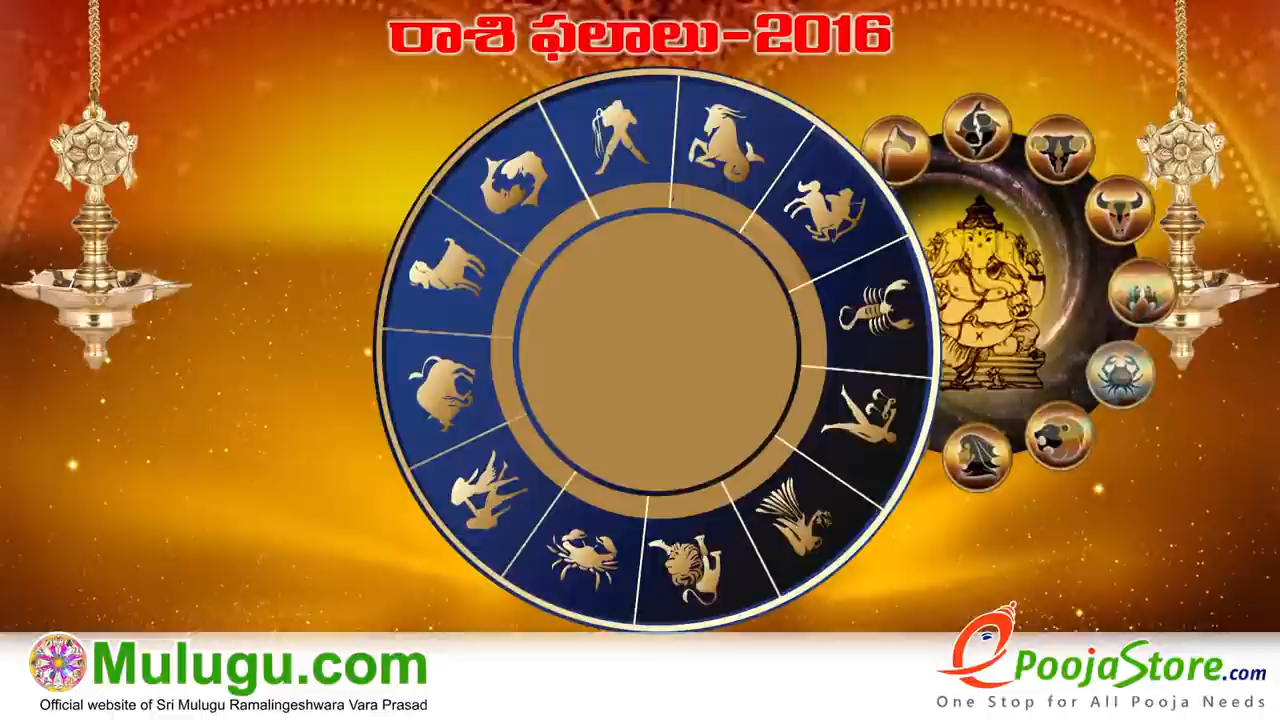 రాశి ఫలాలు-2016
Mulugu.com
Official website of Sri Mulugu Ramalingeshwara Vara Prasad
ePoojaStore.com
One Stop for All Pooja Needs